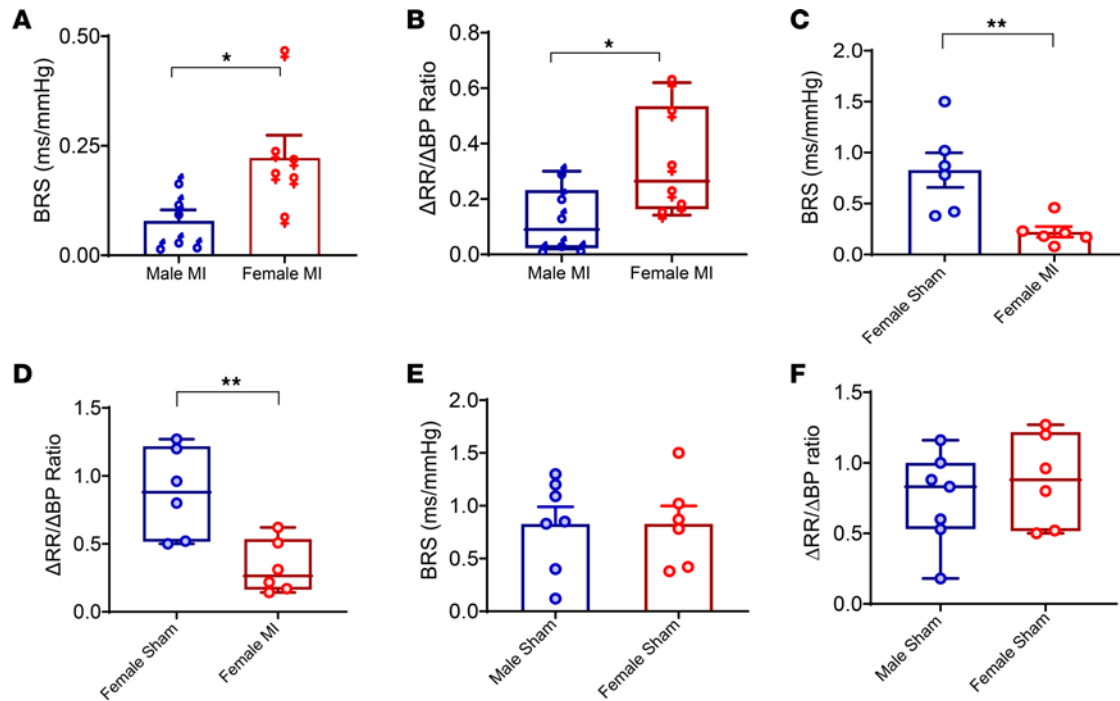 A
BRS (ms/mmHg)
0.50
0.25
0.00
*
Male MI
Female MI
B
ΔRR/ΔBP Ratio
0.8
0.6
0.4
0.2
0.0
*
Male MI
Female MI
C
BRS (ms/mmHg)
2.0
1.5
1.0
0.5
0.0
**
Female Sham
Female MI
D
ΔRR/ΔBP Ratio
1.5
1.0
0.5
0.0
**
Female Sham
Female MI
E
BRS (ms/mmHg)
2.0
1.5
1.0
0.5
0.0
Male Sham
Female Sham
F
ΔRR/ΔBP ratio
1.5
1.0
0.5
0.0
Male Sham
Female Sham